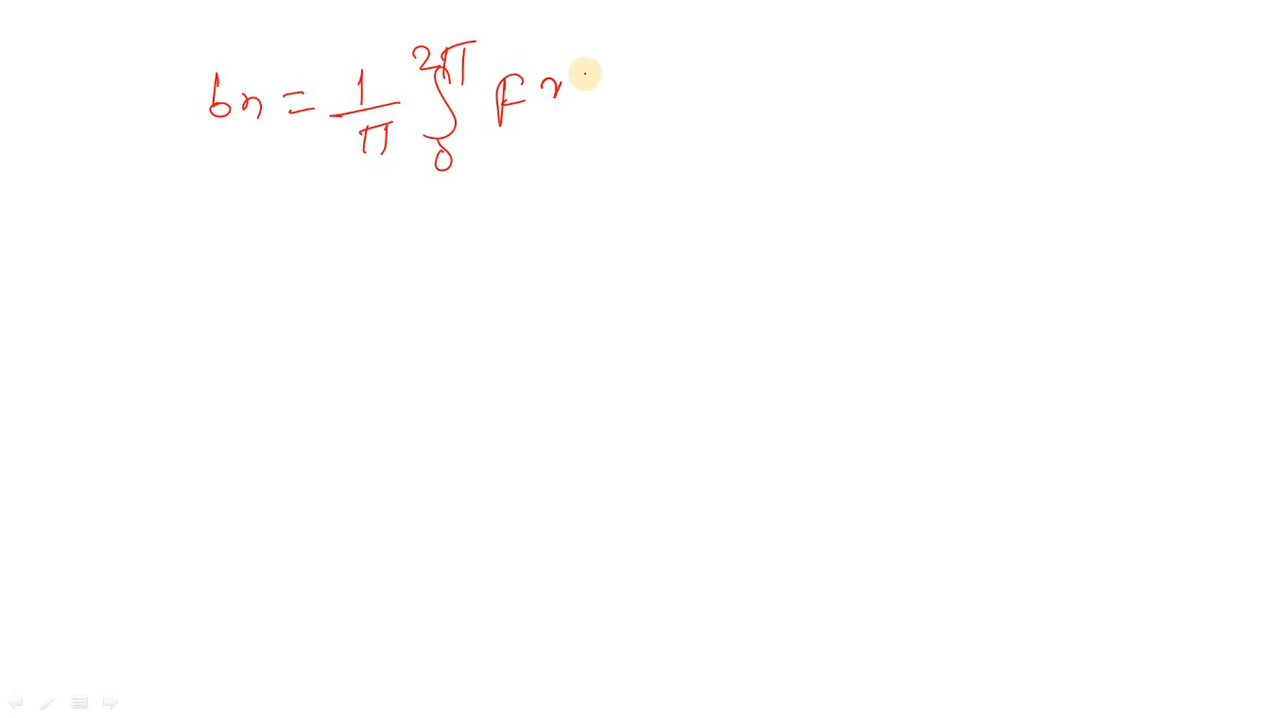 bn = 1/π ∫₀^2π F x